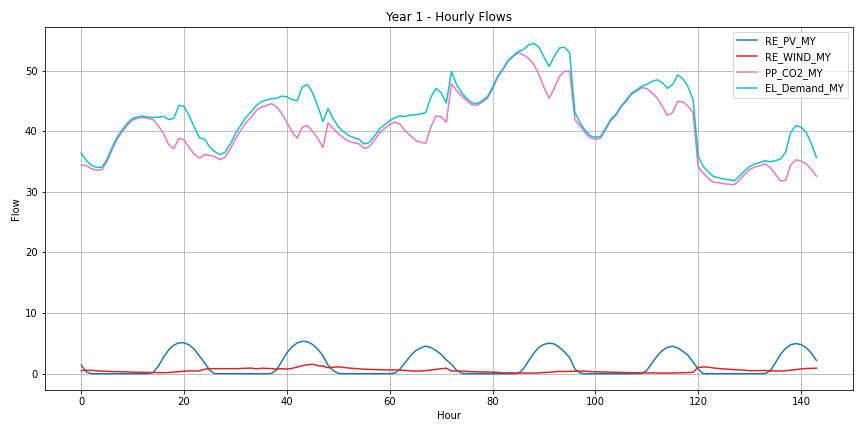 Year 1 - Hourly Flows
RE_PV_MY
RE_WIND_MY
PP_CO2_MY
EL_Demand_MY
50
40
30
20
10
0
Flow
0 20 40 60 80 100 120 140
Hour